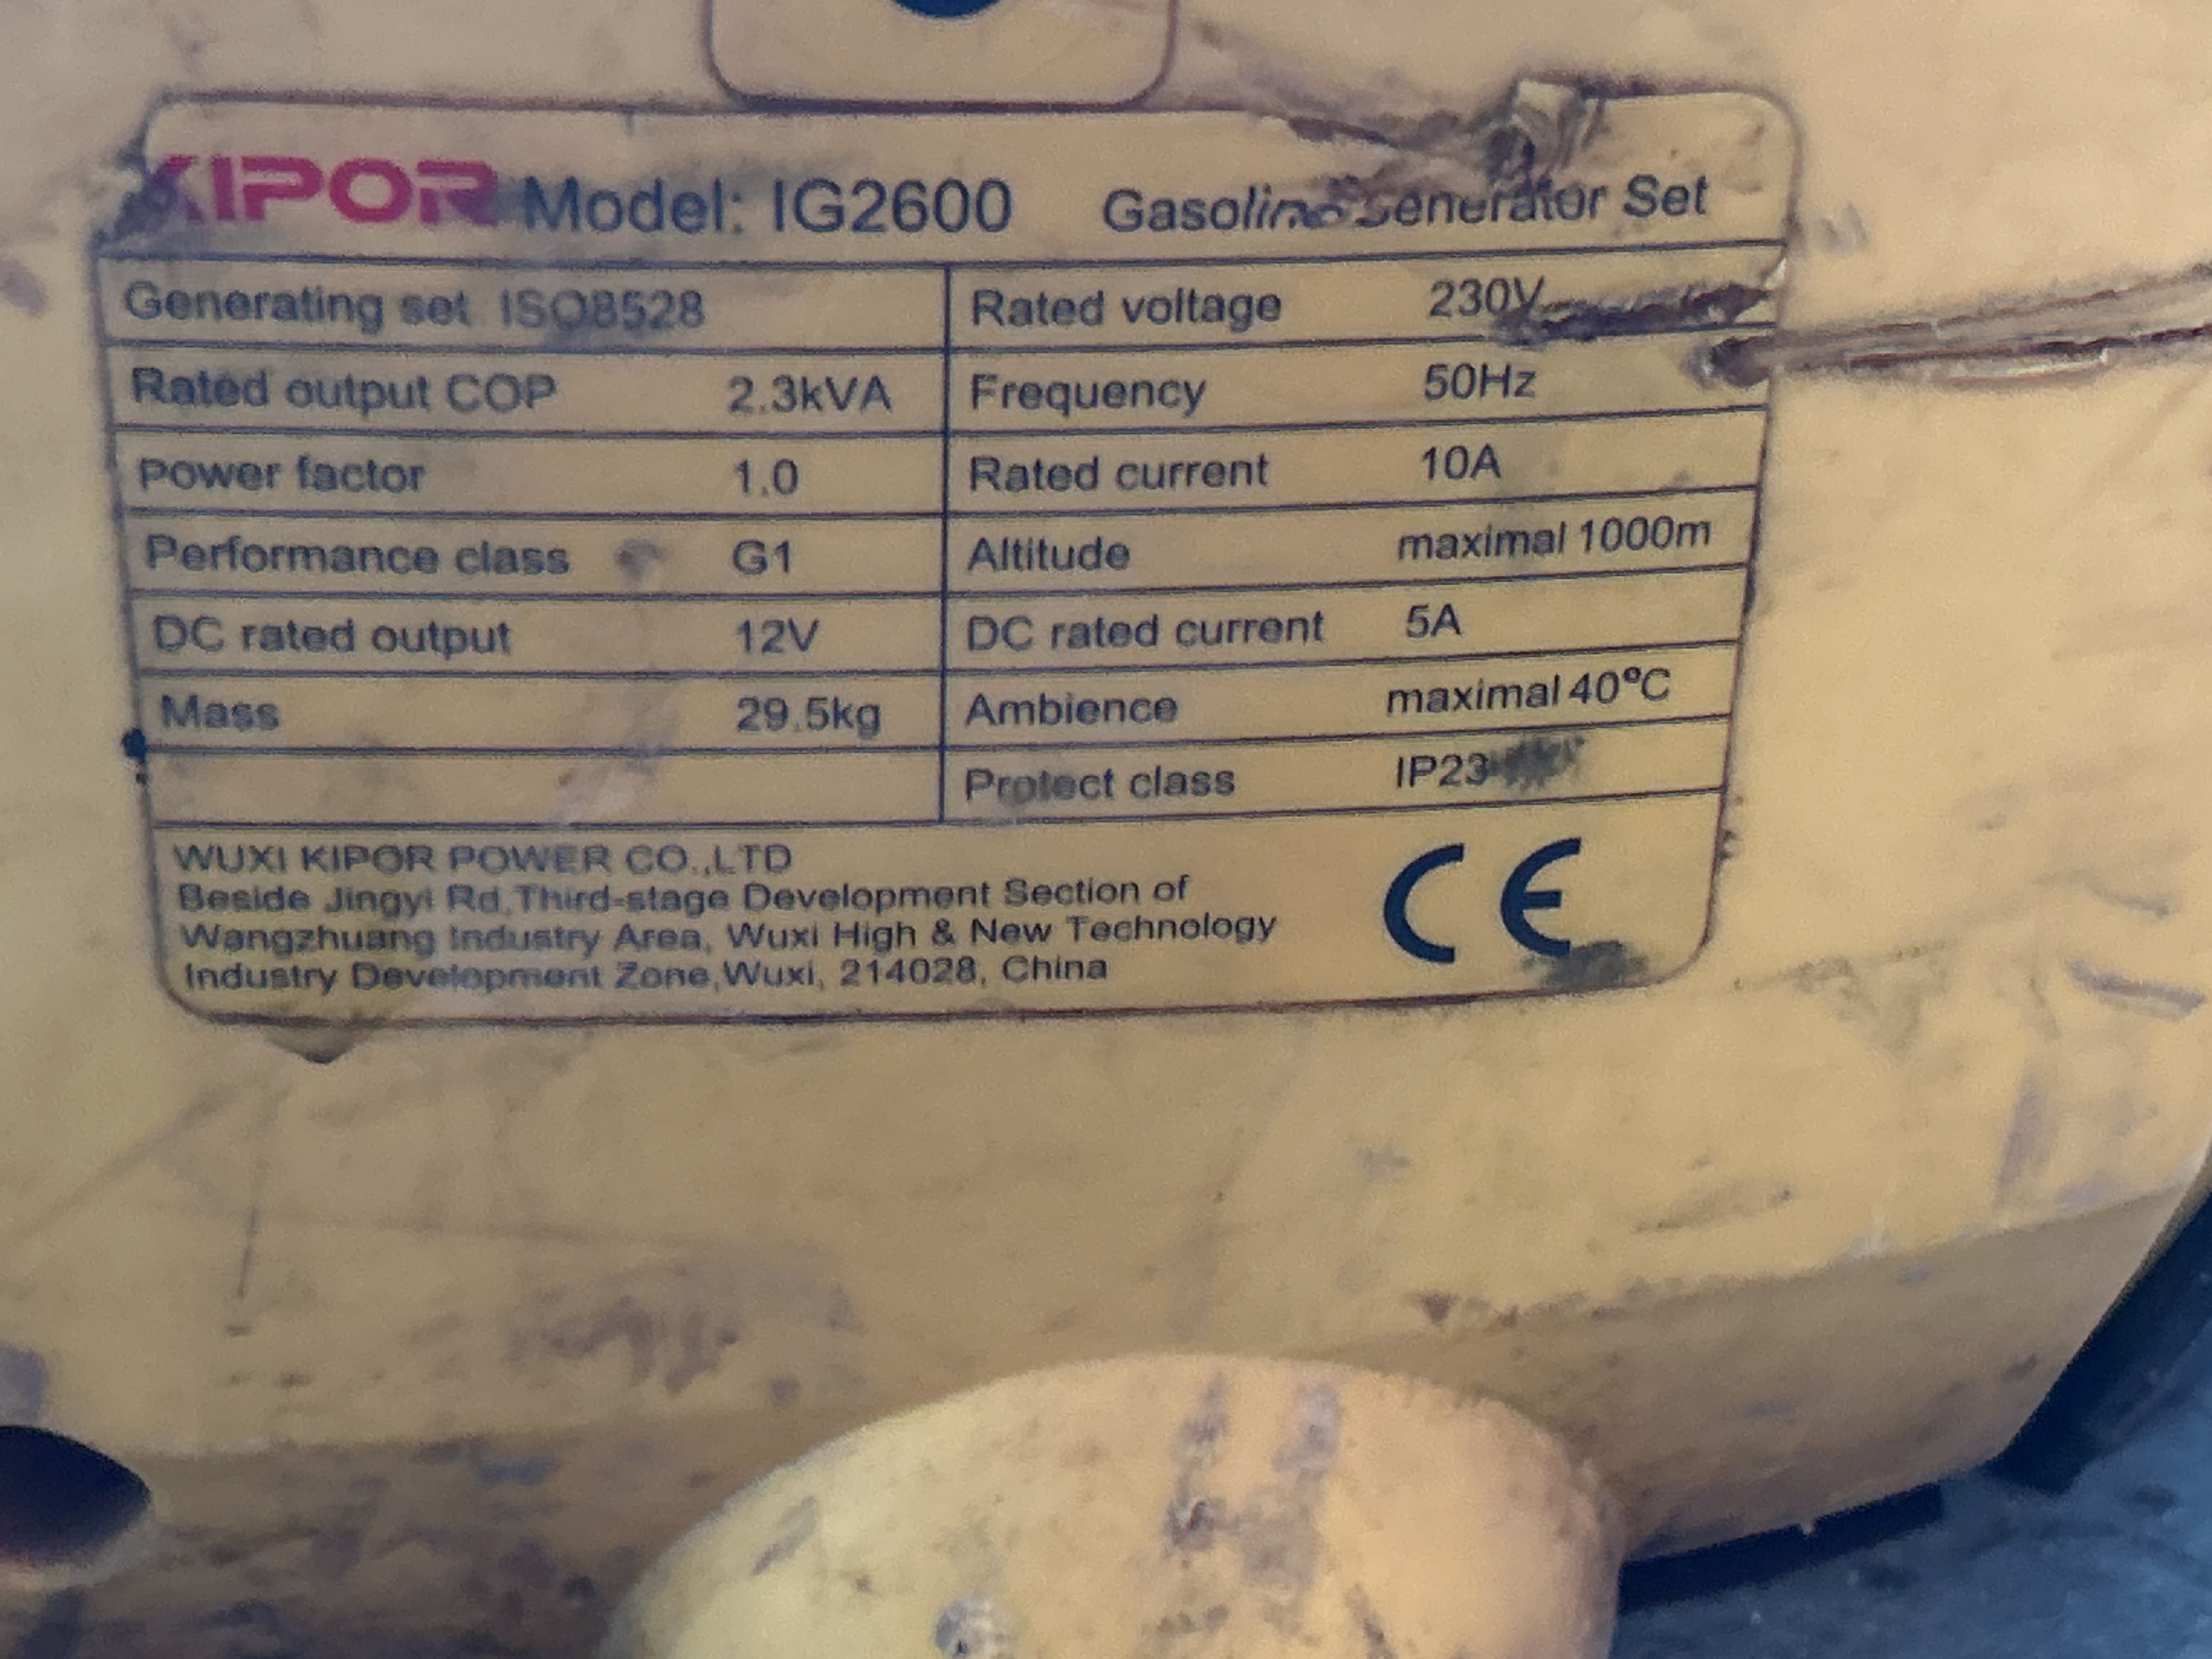 KIPOR Model: IG2600 Gasoline Generator Set
Generating set ISO8528 Rated voltage 230V
Rated output COP 2.3kVA Frequency 50Hz
Power factor 1.0 Rated current 10A
Performance class G1 Altitude maximal 1000m
DC rated output 12V DC rated current 5A
Mass 29.5kg Ambience maximal 40°C
Protect class IP23
WUXI KIPOR POWER CO.,LTD
Beside Jingyi Rd,Third-stage Development Section of
Wangzhuang Industry Area, Wuxi High & New Technology
Industry Development Zone,Wuxi, 214028, China
CE